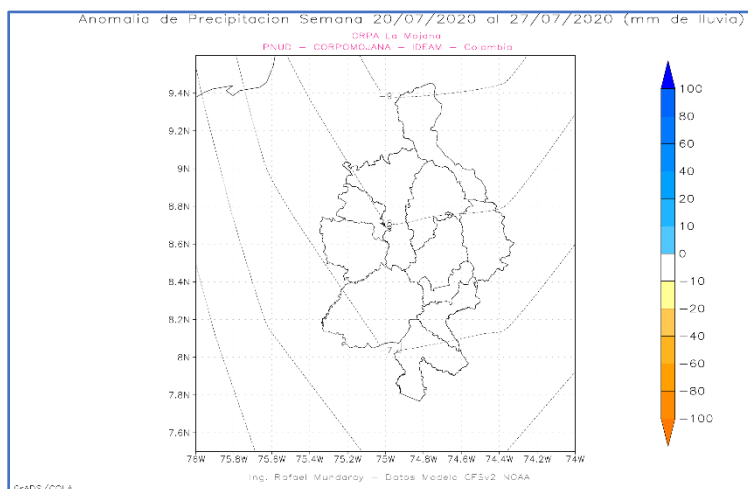 Anomalia de Precipitacion Semana 20/07/2020 al 27/07/2020 (mm de lluvia)
CRPA La Mojana
PNUD – CORPOMOJANA – IDEAM – Colombia
9.4N
9.2N
9N
8.8N
8.6N
8.4N
8.2N
8N
7.8N
7.6N
76W 75.8W 75.6W 75.4W 75.2W 75W 74.8W 74.6W 74.4W 74.2W 74W
100
80
60
40
20
0
-10
-20
-40
-60
-80
-100
Ing. Rafael Mundaray – Datos Modelo CFSv2 NOAA
GrADS/COLA